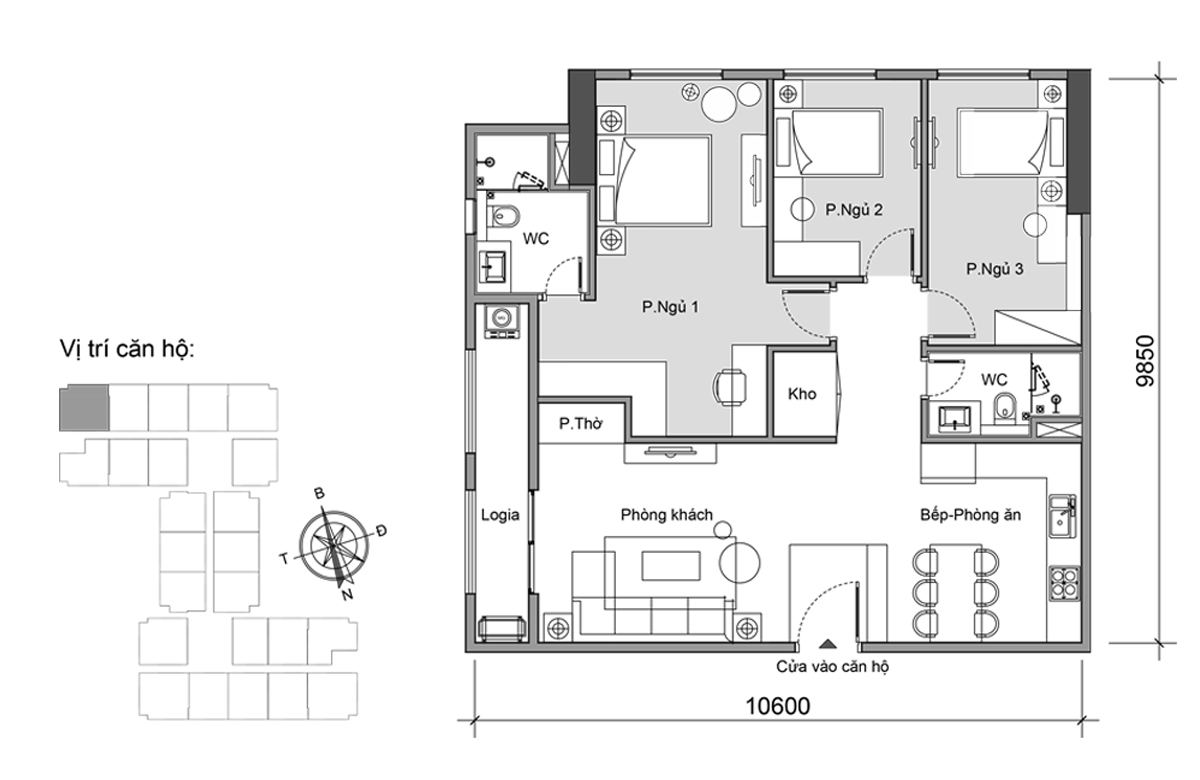 P.Ngủ 2
WC
P.Ngủ 3
P.Ngủ 1
Vị trí căn hộ:
9850
WC
Kho
P.Thờ
B
Logia
Phòng khách
Bếp-Phòng ăn
Đ
T
N
Cửa vào căn hộ
10600